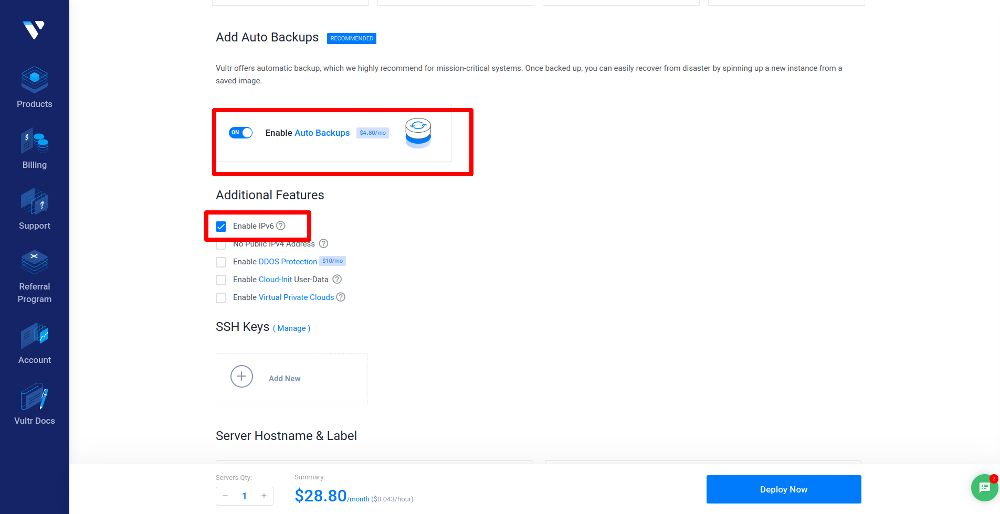 Products
$
Billing
?
Support
Referral
Program
Account
Vultr Docs
Add Auto Backups RECOMMENDED
Vultr offers automatic backup, which we highly recommend for mission-critical systems. Once backed up, you can easily recover from disaster by spinning up a new instance from a
saved image.
ON Enable Auto Backups $4.80/mo
Additional Features
Enable IPv6 ?
No Public IPv4 Address ?
Enable DDOS Protection $10/mo
Enable Cloud-Init User-Data ?
Enable Virtual Private Clouds ?
SSH Keys ( Manage )
+ Add New
Server Hostname & Label
Servers Qty:
− 1 +
Summary:
$28.80/month ($0.043/hour)
Deploy Now
2